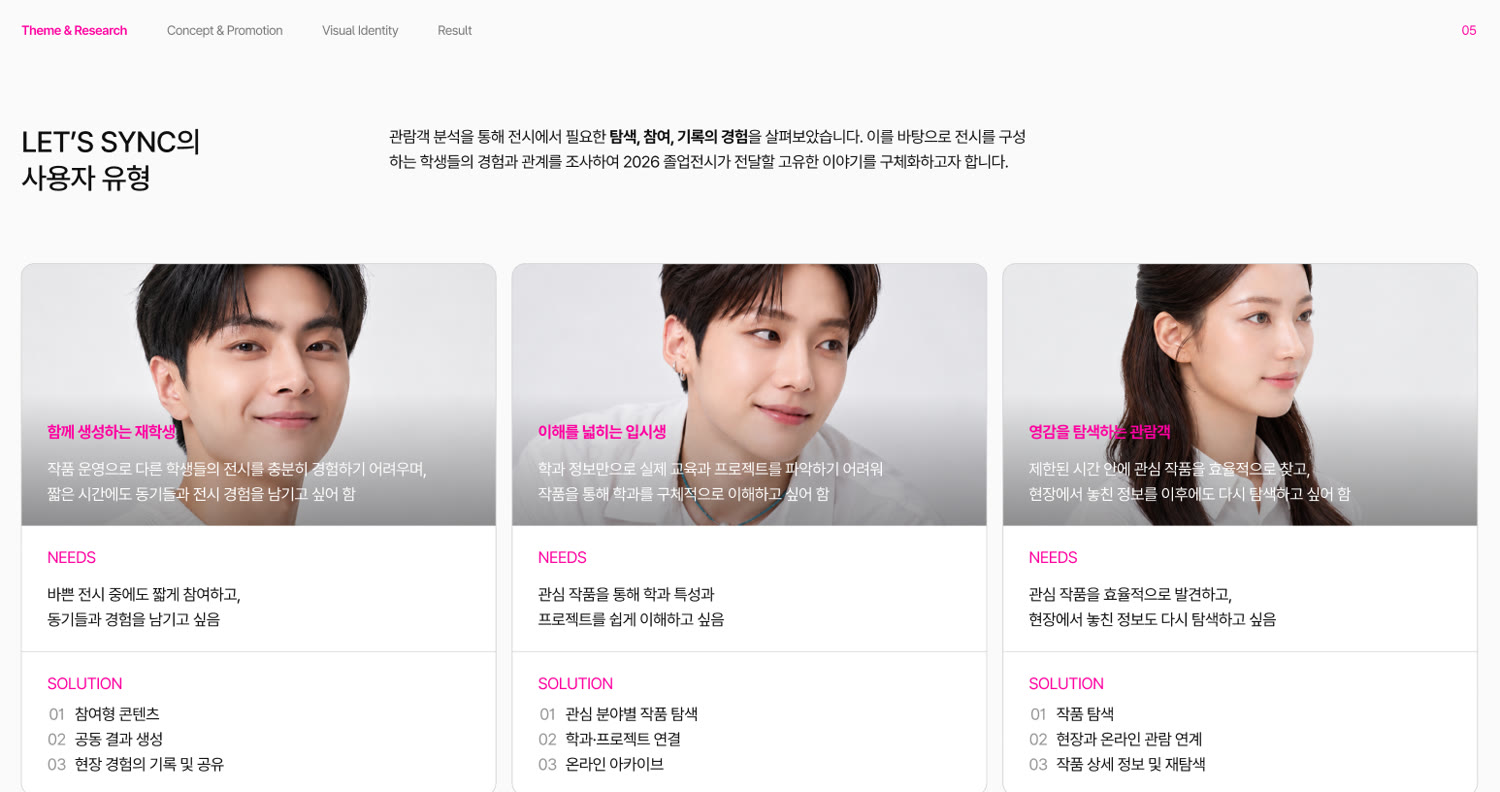 Theme & Research
Concept & Promotion
Visual Identity
Result
05
LET’S SYNC의
사용자 유형
관람객 분석을 통해 전시에서 필요한 탐색, 참여, 기록의 경험을 살펴보았습니다. 이를 바탕으로 전시를 구성
하는 학생들의 경험과 관계를 조사하여 2026 졸업전시가 전달할 고유한 이야기를 구체화하고자 합니다.
함께 생성하는 재학생
작품 운영으로 다른 학생들의 전시를 충분히 경험하기 어려우며,
짧은 시간에도 동기들과 전시 경험을 남기고 싶어 함
NEEDS
바쁜 전시 중에도 짧게 참여하고,
동기들과 경험을 남기고 싶음
SOLUTION
01 참여형 콘텐츠
02 공동 결과 생성
03 현장 경험의 기록 및 공유
이해를 넓히는 입시생
학과 정보만으로 실제 교육과 프로젝트를 파악하기 어려워
작품을 통해 학과를 구체적으로 이해하고 싶어 함
NEEDS
관심 작품을 통해 학과 특성과
프로젝트를 쉽게 이해하고 싶음
SOLUTION
01 관심 분야별 작품 탐색
02 학과·프로젝트 연결
03 온라인 아카이브
영감을 탐색하는 관람객
제한된 시간 안에 관심 작품을 효율적으로 찾고,
현장에서 놓친 정보를 이후에도 다시 탐색하고 싶어 함
NEEDS
관심 작품을 효율적으로 발견하고,
현장에서 놓친 정보도 다시 탐색하고 싶음
SOLUTION
01 작품 탐색
02 현장과 온라인 관람 연계
03 작품 상세 정보 및 재탐색